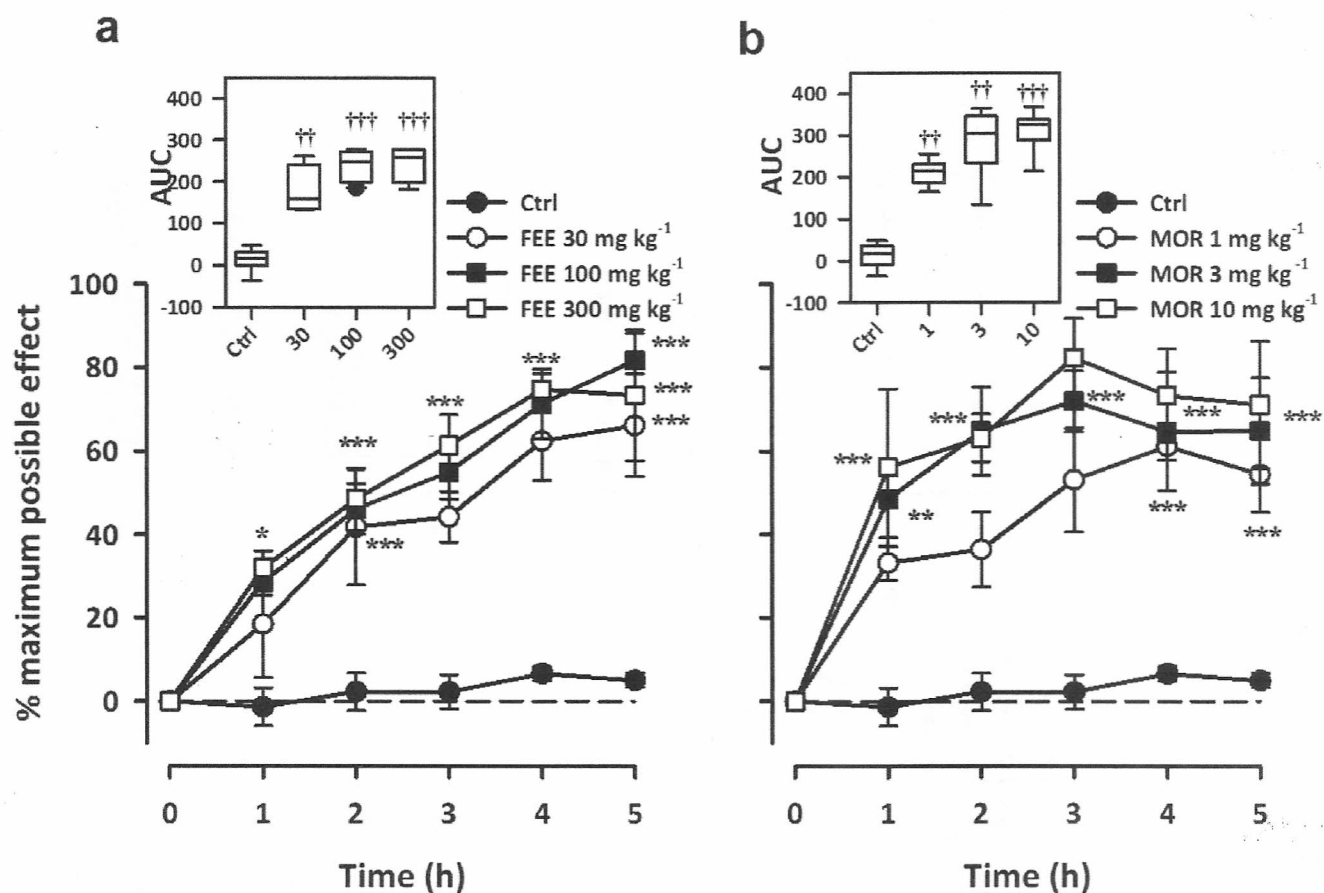 a
400
300
200
100
0
-100
AUC
††
†††
†††
Ctrl
30
100
300
Ctrl
FEE 30 mg kg-1
FEE 100 mg kg-1
FEE 300 mg kg-1
% maximum possible effect
100
80
60
40
20
0
*
***
***
***
***
***
***
***
0 1 2 3 4 5
Time (h)
b
400
300
200
100
0
-100
AUC
††
††
†††
Ctrl
1
3
10
Ctrl
MOR 1 mg kg-1
MOR 3 mg kg-1
MOR 10 mg kg-1
***
**
***
***
***
***
***
***
0 1 2 3 4 5
Time (h)